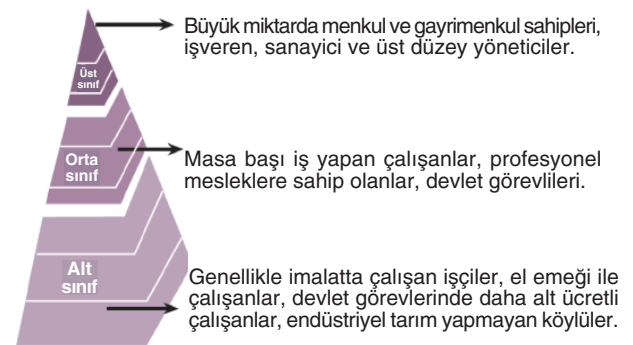 Üst
sınıf
Büyük miktarda menkul ve gayrimenkul sahipleri,
işveren, sanayici ve üst düzey yöneticiler.
Orta
sınıf
Masa başı iş yapan çalışanlar, profesyonel
mesleklere sahip olanlar, devlet görevlileri.
Alt
sınıf
Genellikle imalatta çalışan işçiler, el emeği ile
çalışanlar, devlet görevlerinde daha alt ücretli
çalışanlar, endüstriyel tarım yapmayan köylüler.